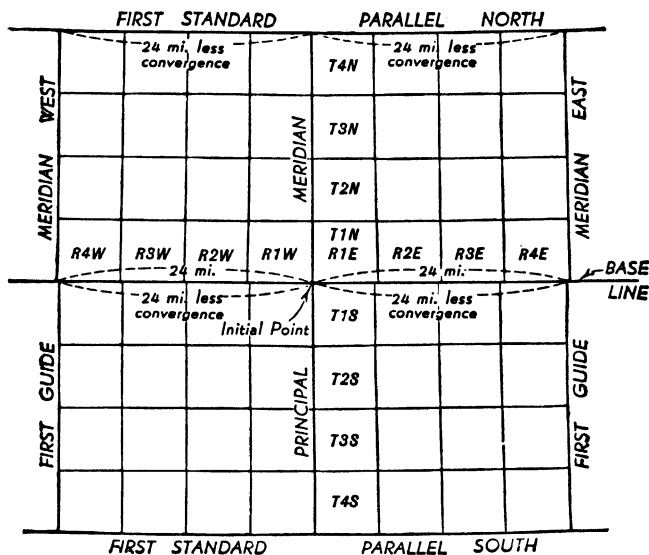 FIRST STANDARD PARALLEL NORTH
24 mi. less convergence
24 mi. less convergence
T4N
T3N
T2N
T1N
R4W R3W R2W R1W R1E R2E R3E R4E
24 mi.
24 mi.
BASE LINE
24 mi. less convergence
24 mi. less convergence
Initial Point
T1S
T2S
T3S
T4S
FIRST GUIDE MERIDIAN WEST
PRINCIPAL MERIDIAN
FIRST GUIDE MERIDIAN EAST
FIRST STANDARD PARALLEL SOUTH